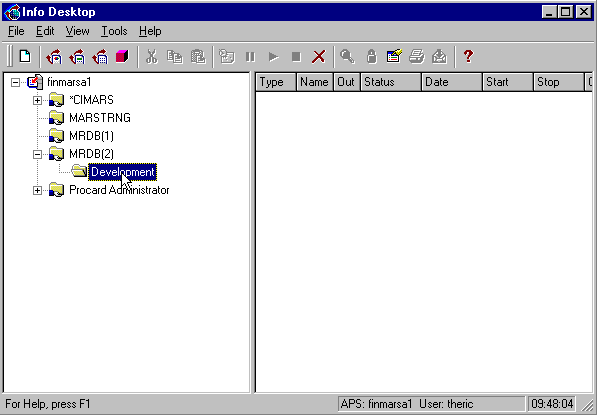 Info Desktop
File Edit View Tools Help
finmarsa1
*CIMARS
MARSTRNG
MRDB(1)
MRDB(2)
Development
Procard Administrator
Type Name Out Status Date Start Stop
For Help, press F1
APS: finmarsa1 User: theric
09:48:04